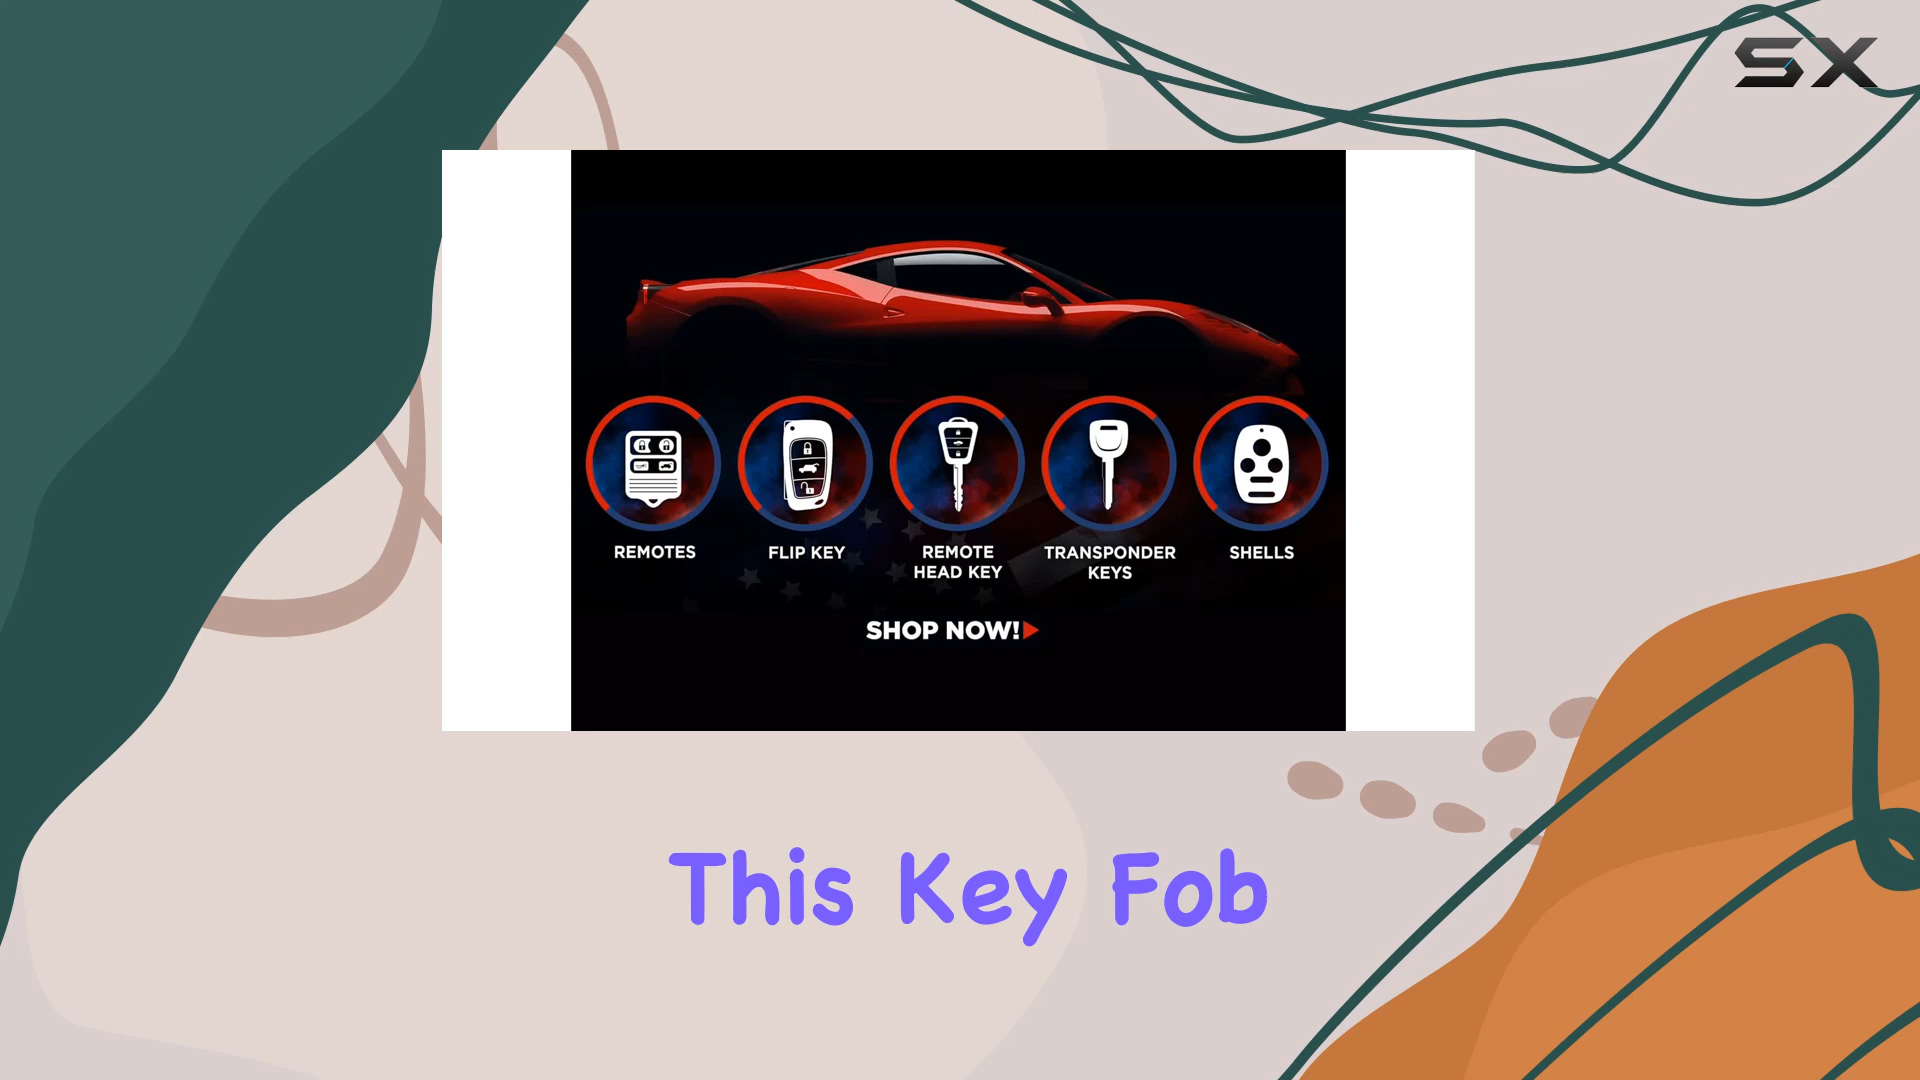 SX
REMOTES
FLIP KEY
REMOTE
HEAD KEY
TRANSPONDER
KEYS
SHELLS
SHOP NOW!
This Key Fob